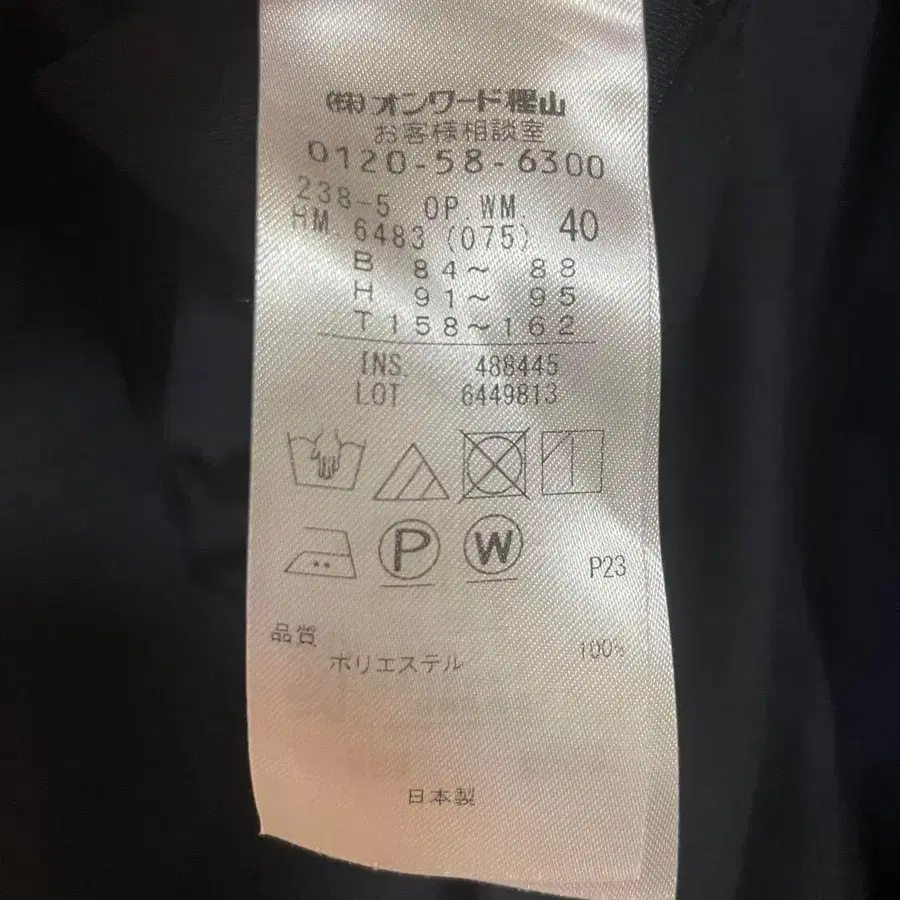 (株)オンワード樫山
お客様相談室
0120-58-6300
238-5 OP.WM. 40
HM. 6483 (075)
B 84～ 88
H 91～ 95
T158～162
INS. 488445
LOT 6449813
P W P23
品質
ポリエステル 100%
日本製